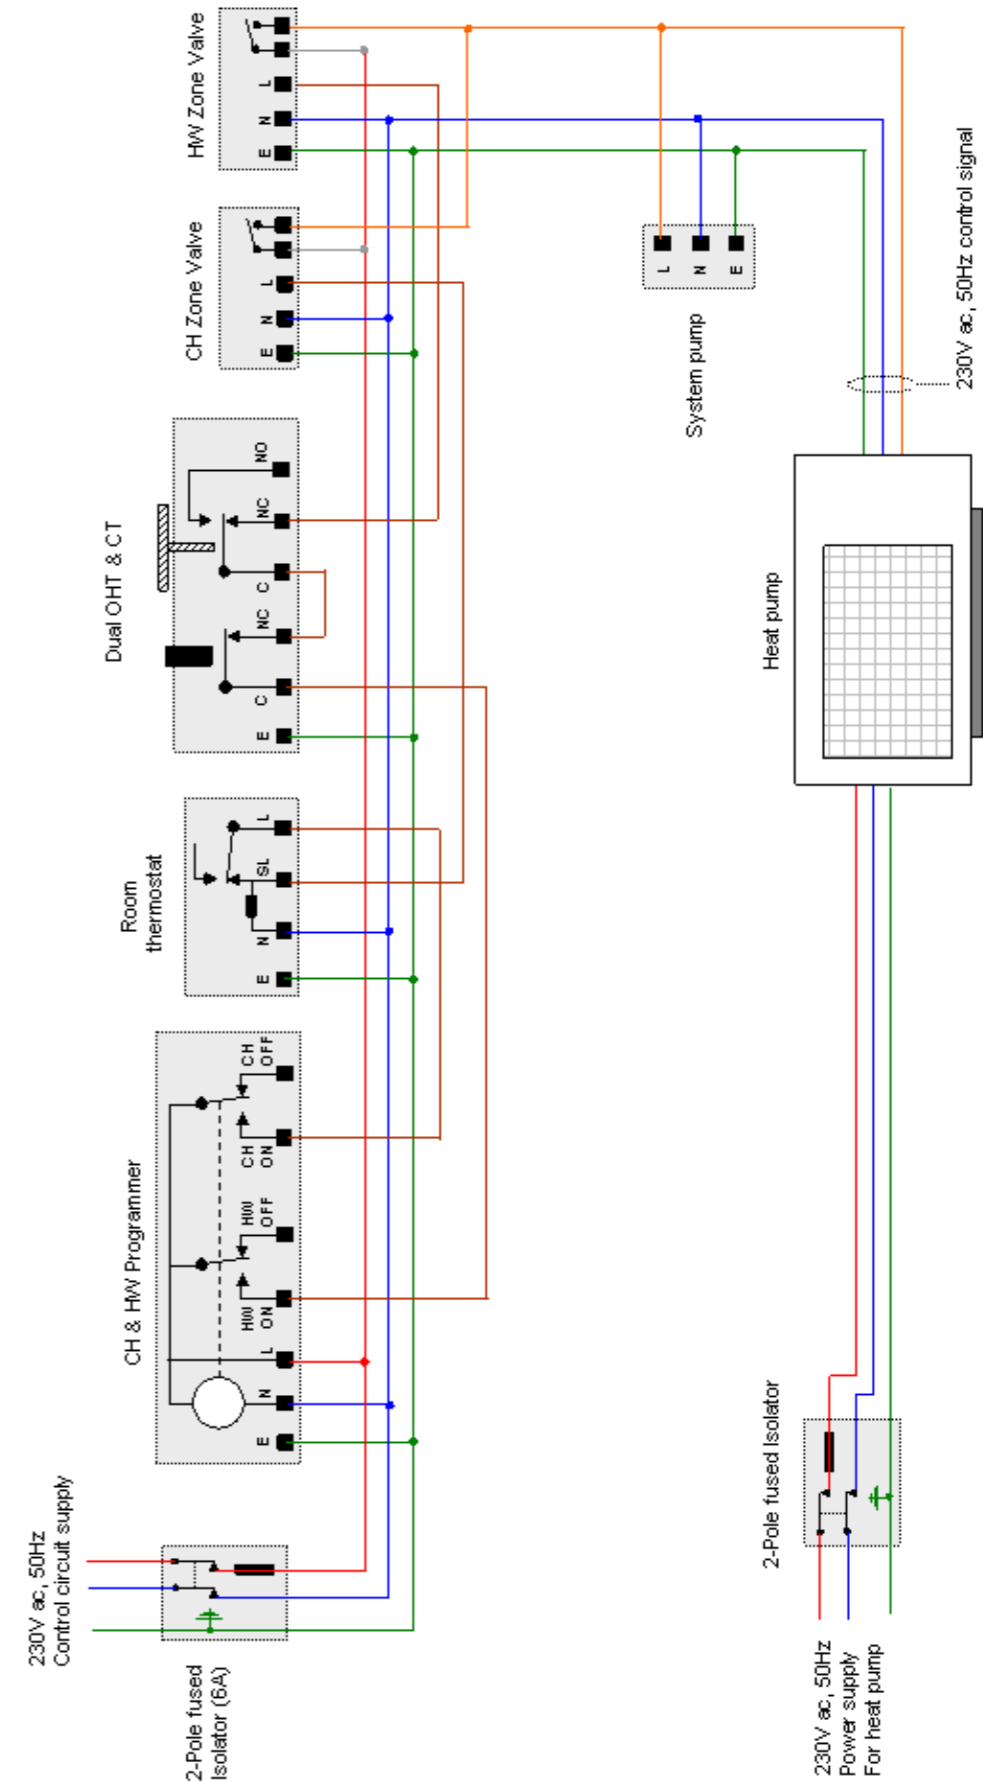 230V ac, 50Hz
Control circuit supply
2-Pole fused
Isolator (6A)
CH & HW Programmer
E
N
L
HW
ON
HW
OFF
CH
ON
CH
OFF
Room
thermostat
E
N
SL
L
Dual OHT & CT
E
C
NC
C
NC
NO
CH Zone Valve
E
N
L
HW Zone Valve
E
N
L
System pump
L
N
E
2-Pole fused Isolator
230V ac, 50Hz
Power supply
For heat pump
Heat pump
230V ac, 50Hz control signal